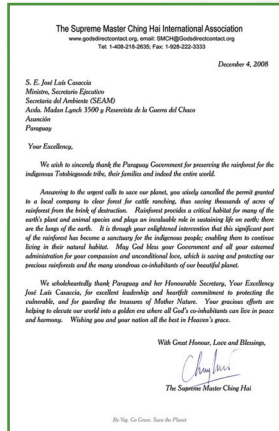 The Supreme Master Ching Hai International Association
www.godsdirectcontact.org, email: SMCH@Godsdirectcontact.org
Tel: 1-408-218-2635; Fax: 1-928-222-3333
December 4, 2008
S. E. José Luis Casaccia
Ministro, Secretario Ejecutivo
Secretaria del Ambiente (SEAM)
Avda. Madan Lynch 3500 y Reservista de la Guerra del Chaco
Asunción
Paraguay
Your Excellency,
We wish to sincerely thank the Paraguay Government for preserving the rainforest for the
indigenous Totobiegosode tribe, their families and indeed the entire world.
Answering to the urgent calls to save our planet, you wisely cancelled the permit granted
to a local company to clear forest for cattle ranching, thus saving thousands of acres of
rainforest from the brink of destruction. Rainforest provides a critical habitat for many of the
earth's plant and animal species and plays an invaluable role in sustaining life on earth; these
are the lungs of the earth. It is through your enlightened intervention that this significant part
of the rainforest has become a sanctuary for the indigenous people; enabling them to continue
living in their natural habitat. May God bless your Government and all your esteemed
administration for your compassion and unconditional love, which is saving and protecting our
precious rainforests and the many wondrous co-inhabitants of our beautiful planet.
We wholeheartedly thank Paraguay and her Honourable Secretary, Your Excellency
José Luis Casaccia, for excellent leadership and heartfelt commitment to protecting the
vulnerable, and for guarding the treasures of Mother Nature. Your gracious efforts are
helping to elevate our world into a golden era where all God's co-inhabitants can live in peace
and harmony. Wishing you and your nation all the best in Heaven's grace.
With Great Honour, Love and Blessings,
The Supreme Master Ching Hai
Be Veg. Go Green. Save the Planet